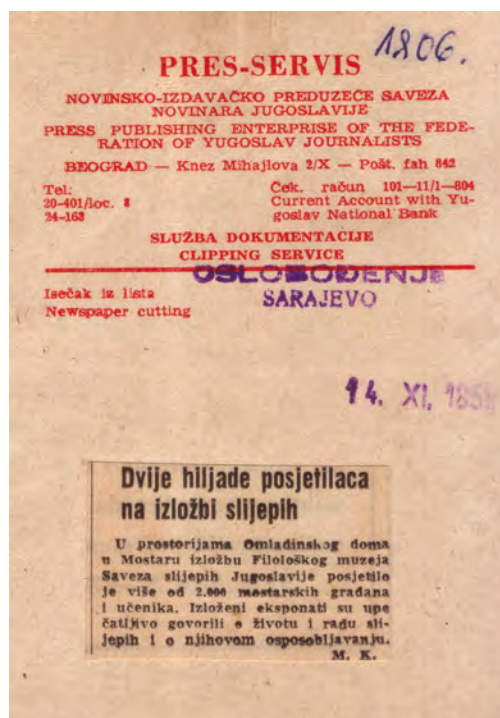 1806.
PRES-SERVIS
NOVINSKO-IZDAVAČKO PREDUZEĆE SAVEZA
NOVINARA JUGOSLAVIJE
PRESS PUBLISHING ENTERPRISE OF THE FEDE-
RATION OF YUGOSLAV JOURNALISTS
BEOGRAD — Knez Mihajlova 2/X — Pošt. fah 842
Tel: Ček. račun 101—11/1—804
20-401/loc. 8 Current Account with Yu-
24-163 goslav National Bank
SLUŽBA DOKUMENTACIJE
CLIPPING SERVICE
OSLOBOĐENJE
Isečak iz lista SARAJEVO
Newspaper cutting
14. XI.
Dvije hiljade posjetilaca
na izložbi slijepih
U prostorijama Omladinskog doma
u Mostaru izložbu Filološkog muzeja
Saveza slijepih Jugoslavije posjetilo
je više od 2.000 mostarskih građana
i učenika. Izloženi eksponati su upe
čatljivo govorili o životu i radu sli-
jepih i o njihovom osposobljavanju.
M. K.